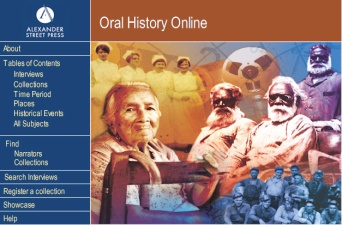 ALEXANDER
STREET PRESS
Oral History Online
About
Tables of Contents
Interviews
Collections
Time Period
Places
Historical Events
All Subjects
Find
Narrators
Collections
Search Interviews
Register a collection
Showcase
Help